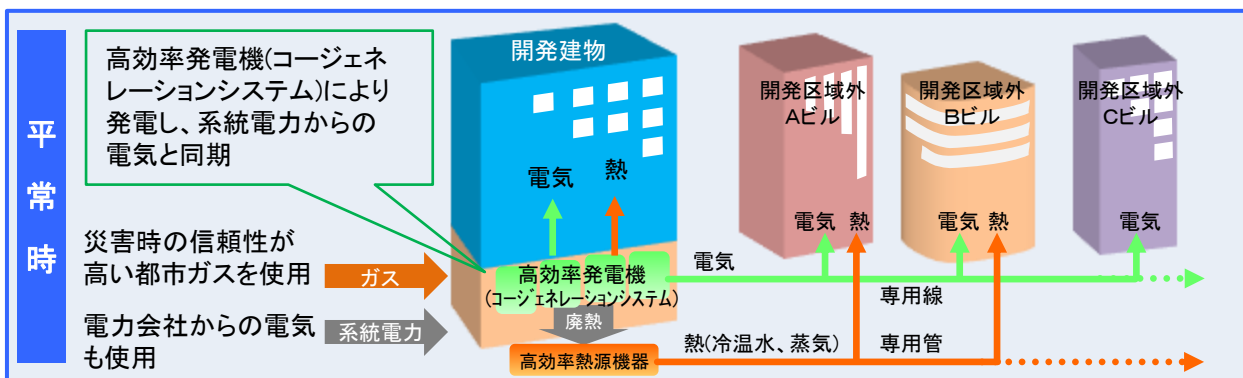 平常時
高効率発電機(コージェネ
レーションシステム)により
発電し、系統電力からの
電気と同期
災害時の信頼性が
高い都市ガスを使用
ガス
電力会社からの電気
も使用
系統電力
開発建物
電気
熱
高効率発電機
(コージェネレーションシステム)
廃熱
高効率熱源機器
開発区域外
Aビル
電気 熱
開発区域外
Bビル
電気 熱
開発区域外
Cビル
電気
電気
専用線
熱(冷温水、蒸気)
専用管